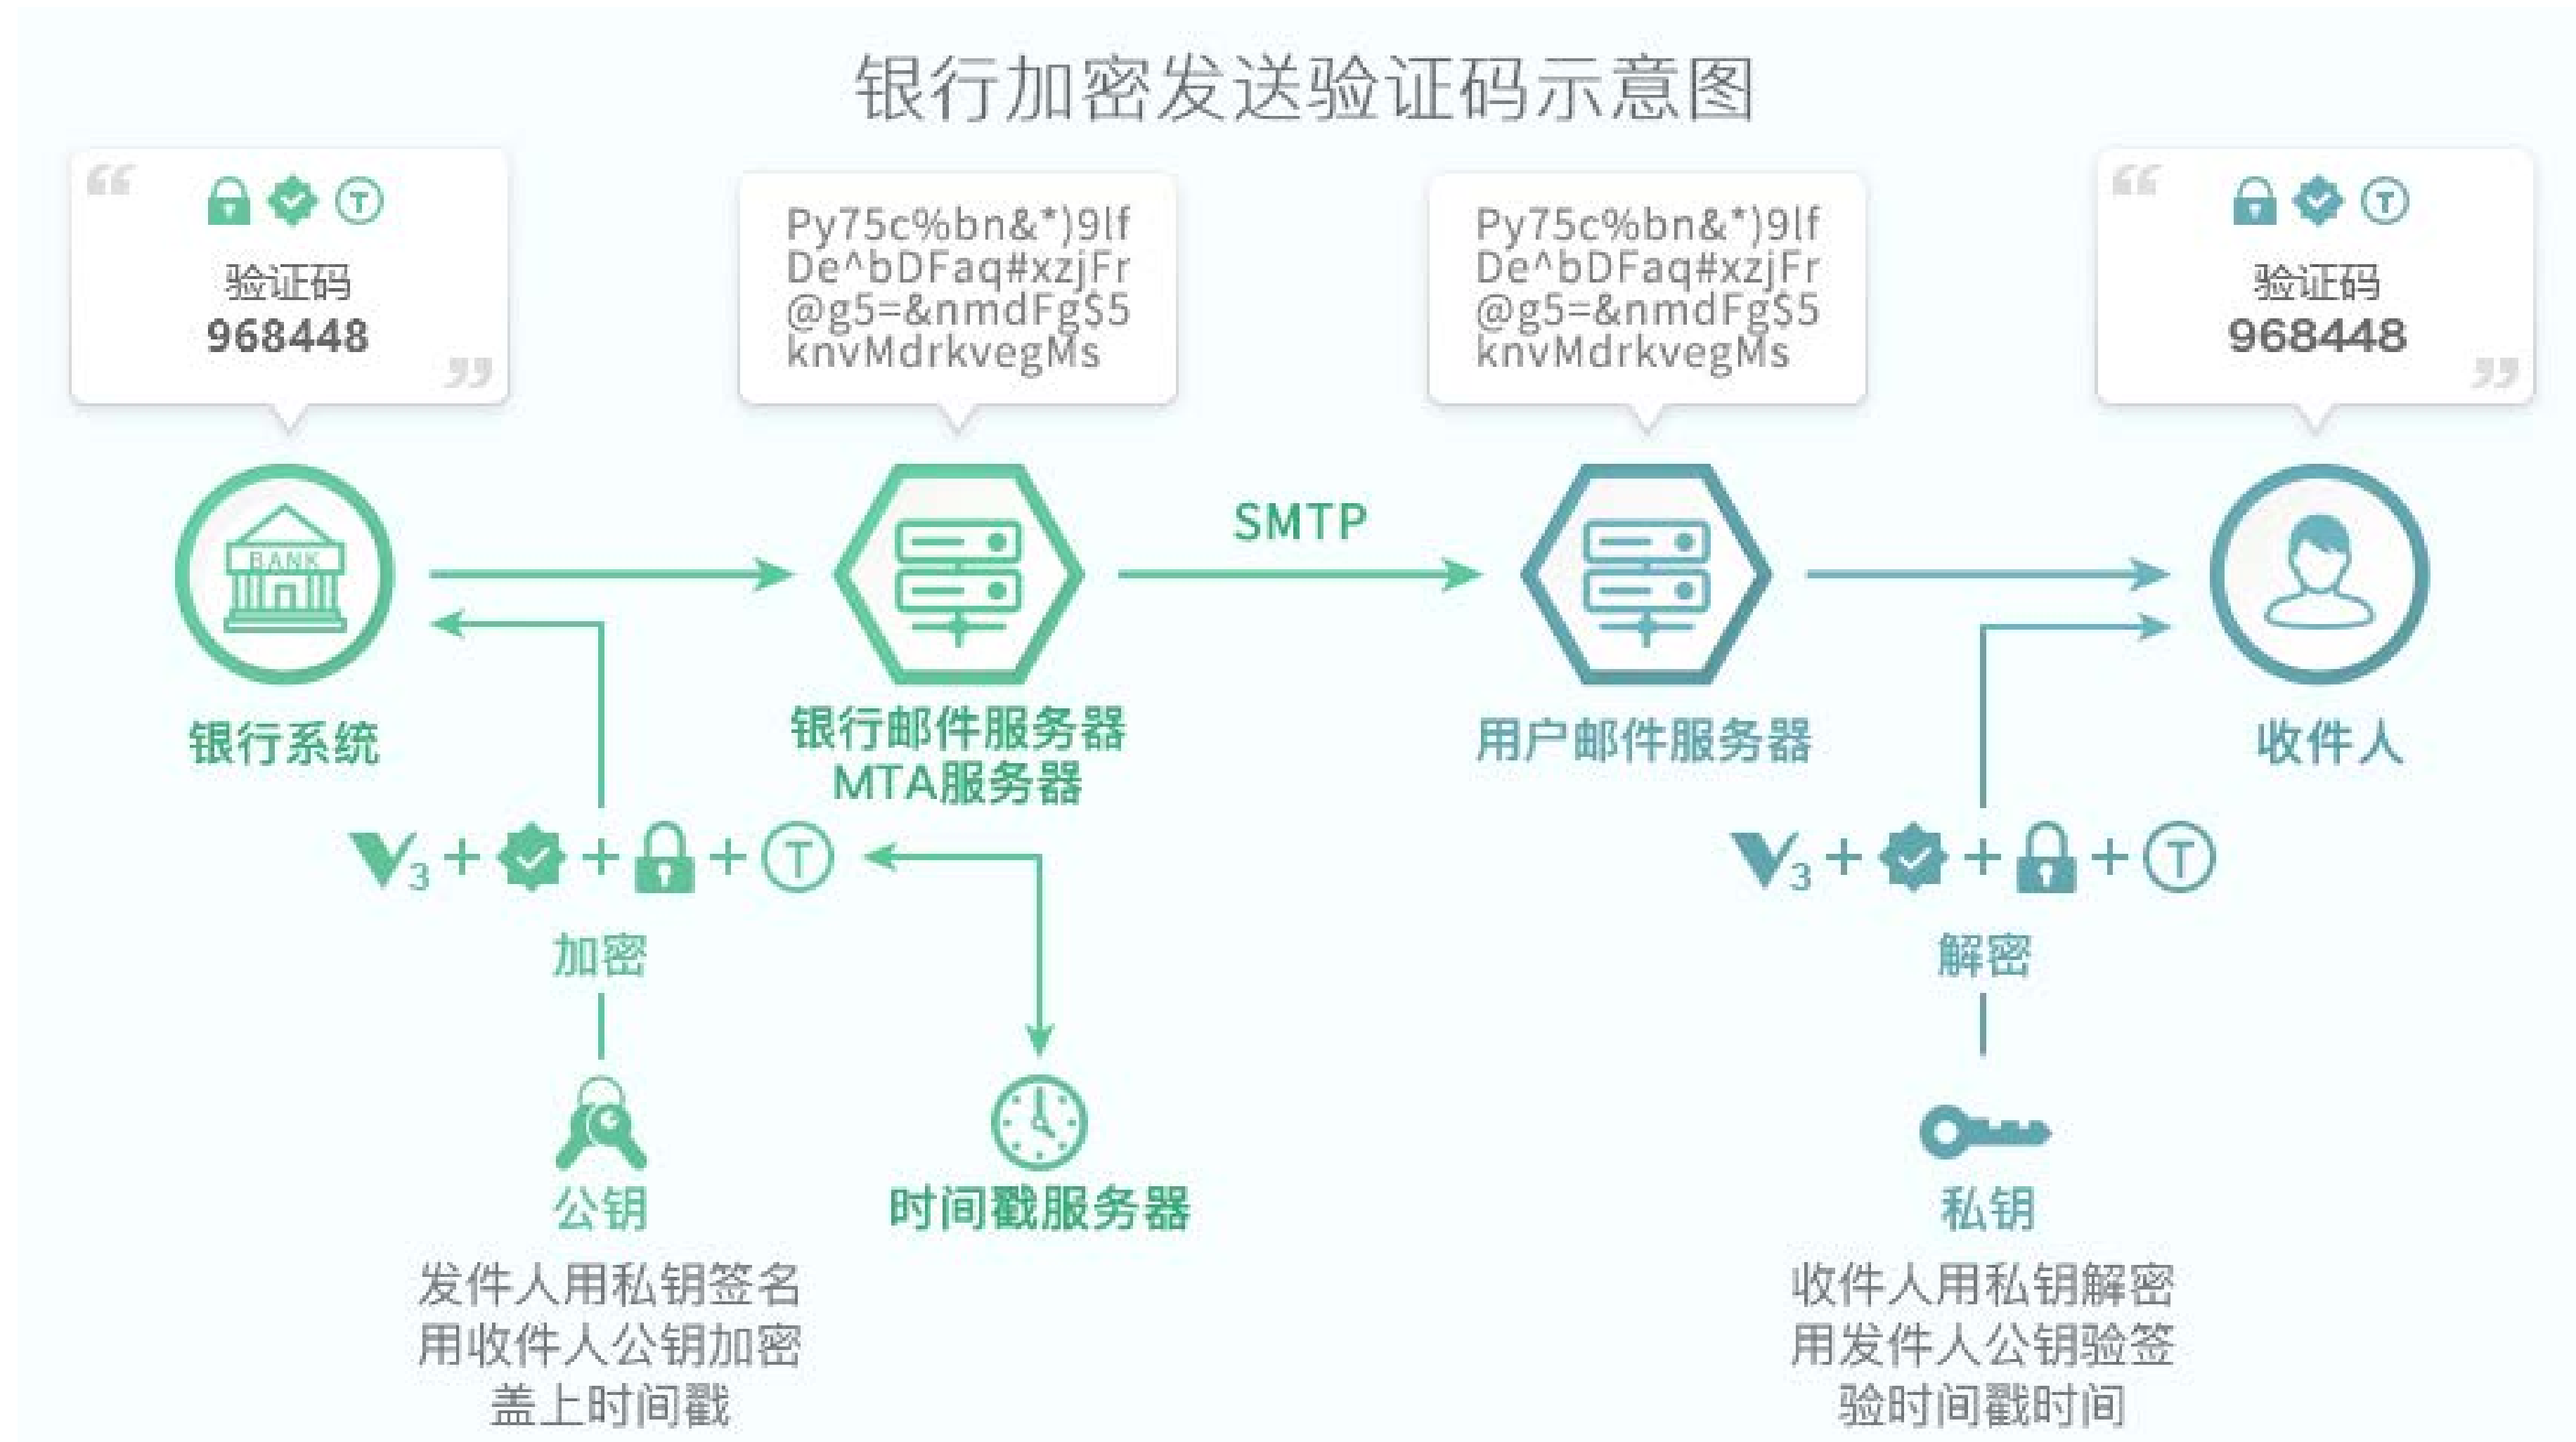 银行加密发送验证码示意图
验证码
968448
Py75c%bn&*)9lf
De^bDFaq#xzjFr
@g5=&nmdFg$5
knvMdrkvegMs
Py75c%bn&*)9lf
De^bDFaq#xzjFr
@g5=&nmdFg$5
knvMdrkvegMs
验证码
968448
BANK
SMTP
银行系统
银行邮件服务器
MTA服务器
用户邮件服务器
收件人
V3 + + + T
V3 + + + T
加密
解密
公钥
时间戳服务器
私钥
发件人用私钥签名
用收件人公钥加密
盖上时间戳
收件人用私钥解密
用发件人公钥验签
验时间戳时间